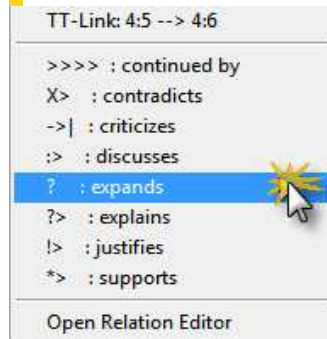 TT-Link: 4:5 --> 4:6
>>>> : continued by
X> : contradicts
->| : criticizes
:> : discusses
? : expands
?> : explains
!> : justifies
*> : supports
Open Relation Editor